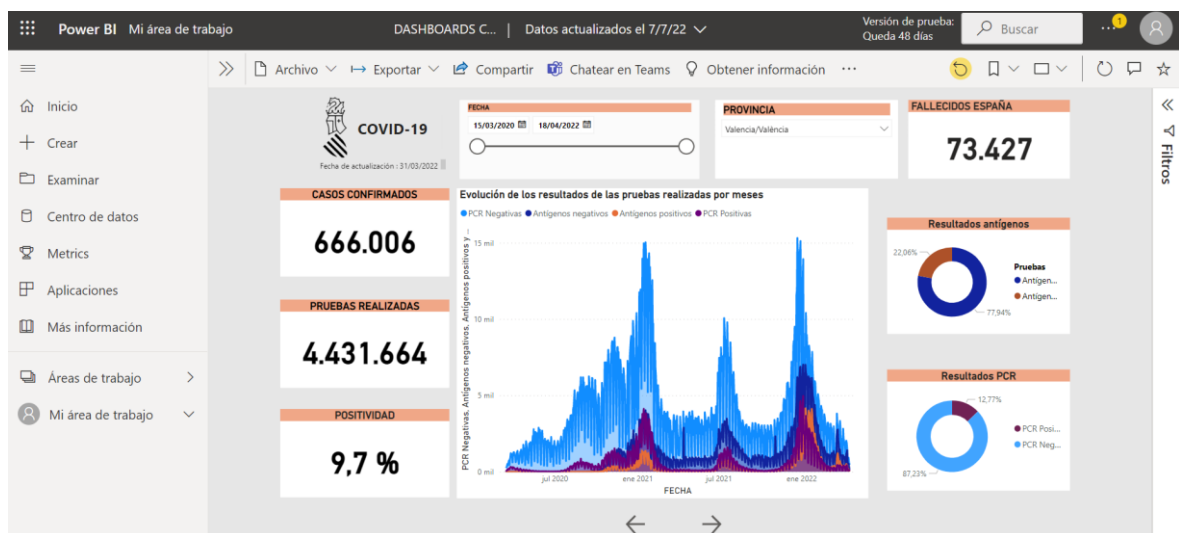 Power BI Mi área de trabajo
DASHBOARDS C... | Datos actualizados el 7/7/22
Versión de prueba:
Queda 48 días
Buscar
1
Archivo
Exportar
Compartir
Chatear en Teams
Obtener información
...
Inicio
Crear
Examinar
Centro de datos
Metrics
Aplicaciones
Más información
Áreas de trabajo
Mi área de trabajo
Filtros
COVID-19
Fecha de actualización : 31/03/2022
FECHA
15/03/2020
18/04/2022
PROVINCIA
Valencia/València
FALLECIDOS ESPAÑA
73.427
CASOS CONFIRMADOS
666.006
PRUEBAS REALIZADAS
4.431.664
POSITIVIDAD
9,7 %
Evolución de los resultados de las pruebas realizadas por meses
PCR Negativas Antígenos negativos Antígenos positivos PCR Positivas
PCR Negativas, Antígenos negativos, Antígenos positivos y ...
15 mil
10 mil
5 mil
0 mil
jul 2020
ene 2021
jul 2021
ene 2022
FECHA
Resultados antígenos
22,06%
77,94%
Pruebas
Antígen...
Antígen...
Resultados PCR
12,77%
87,23%
PCR Posi...
PCR Neg...